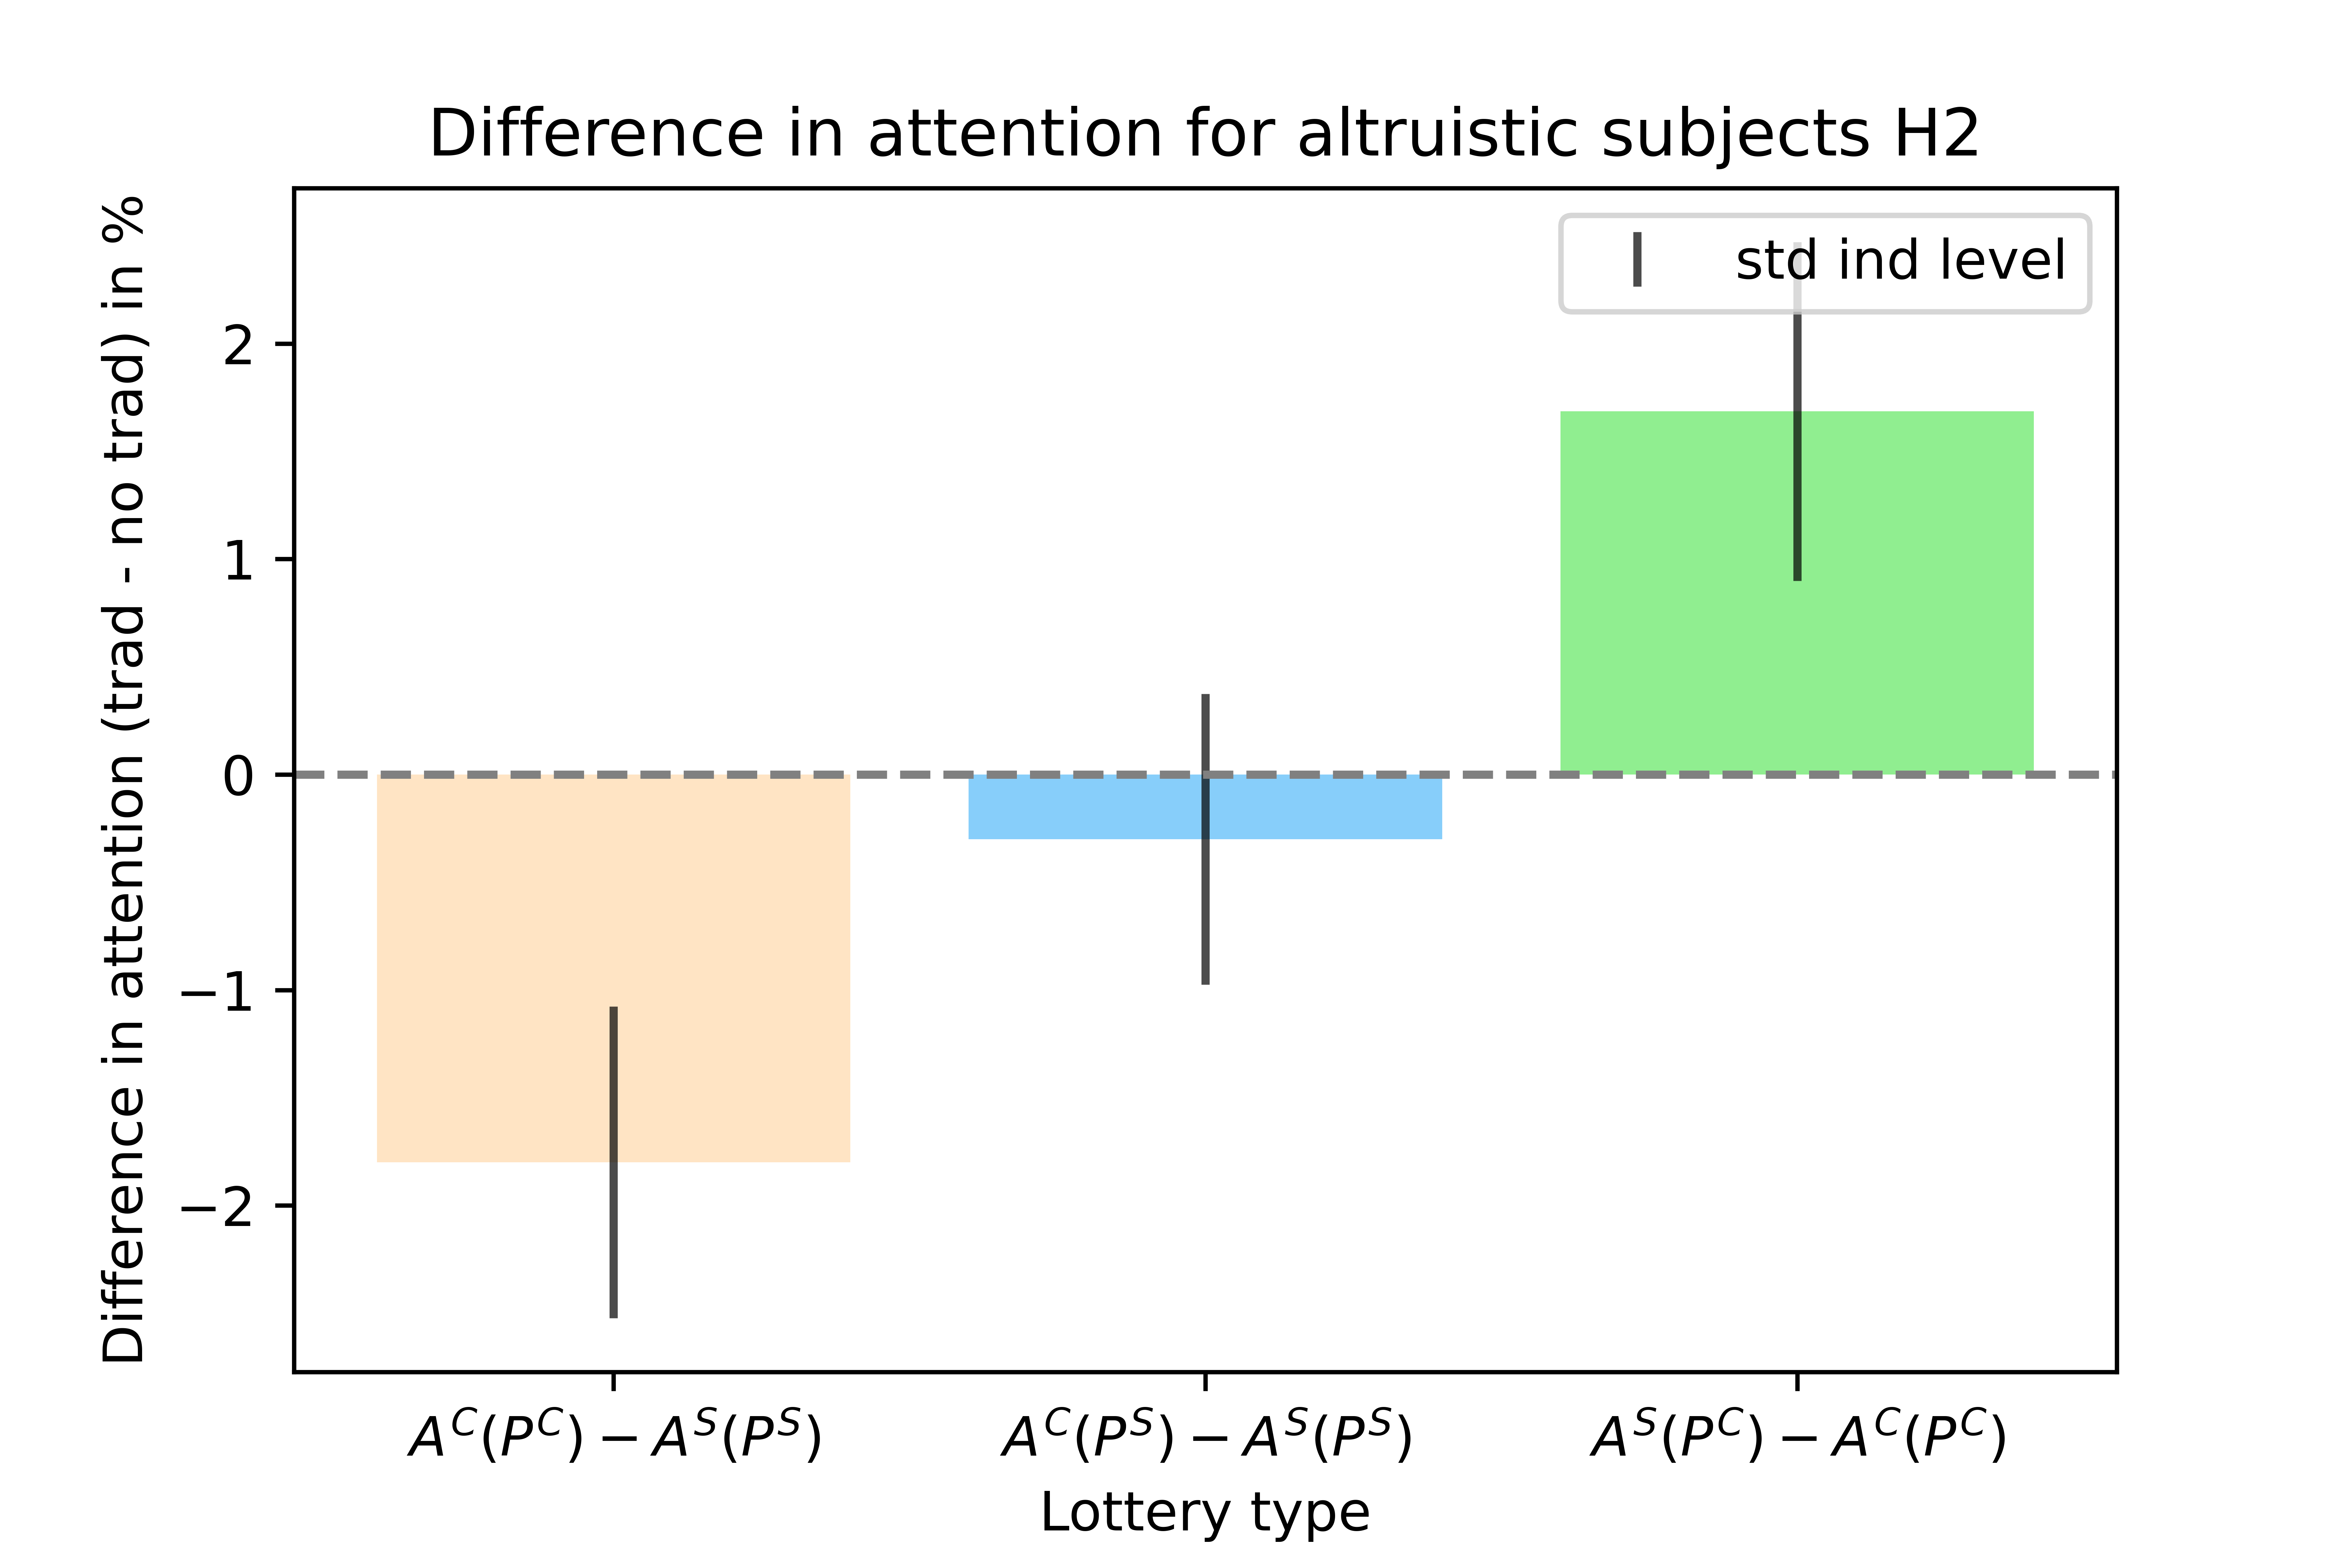 Difference in attention for altruistic subjects H2
std ind level
Difference in attention (trad - no trad) in %
2
1
0
−1
−2
A^C(P^C) − A^S(P^S)
A^C(P^S) − A^S(P^S)
A^S(P^C) − A^C(P^C)
Lottery type